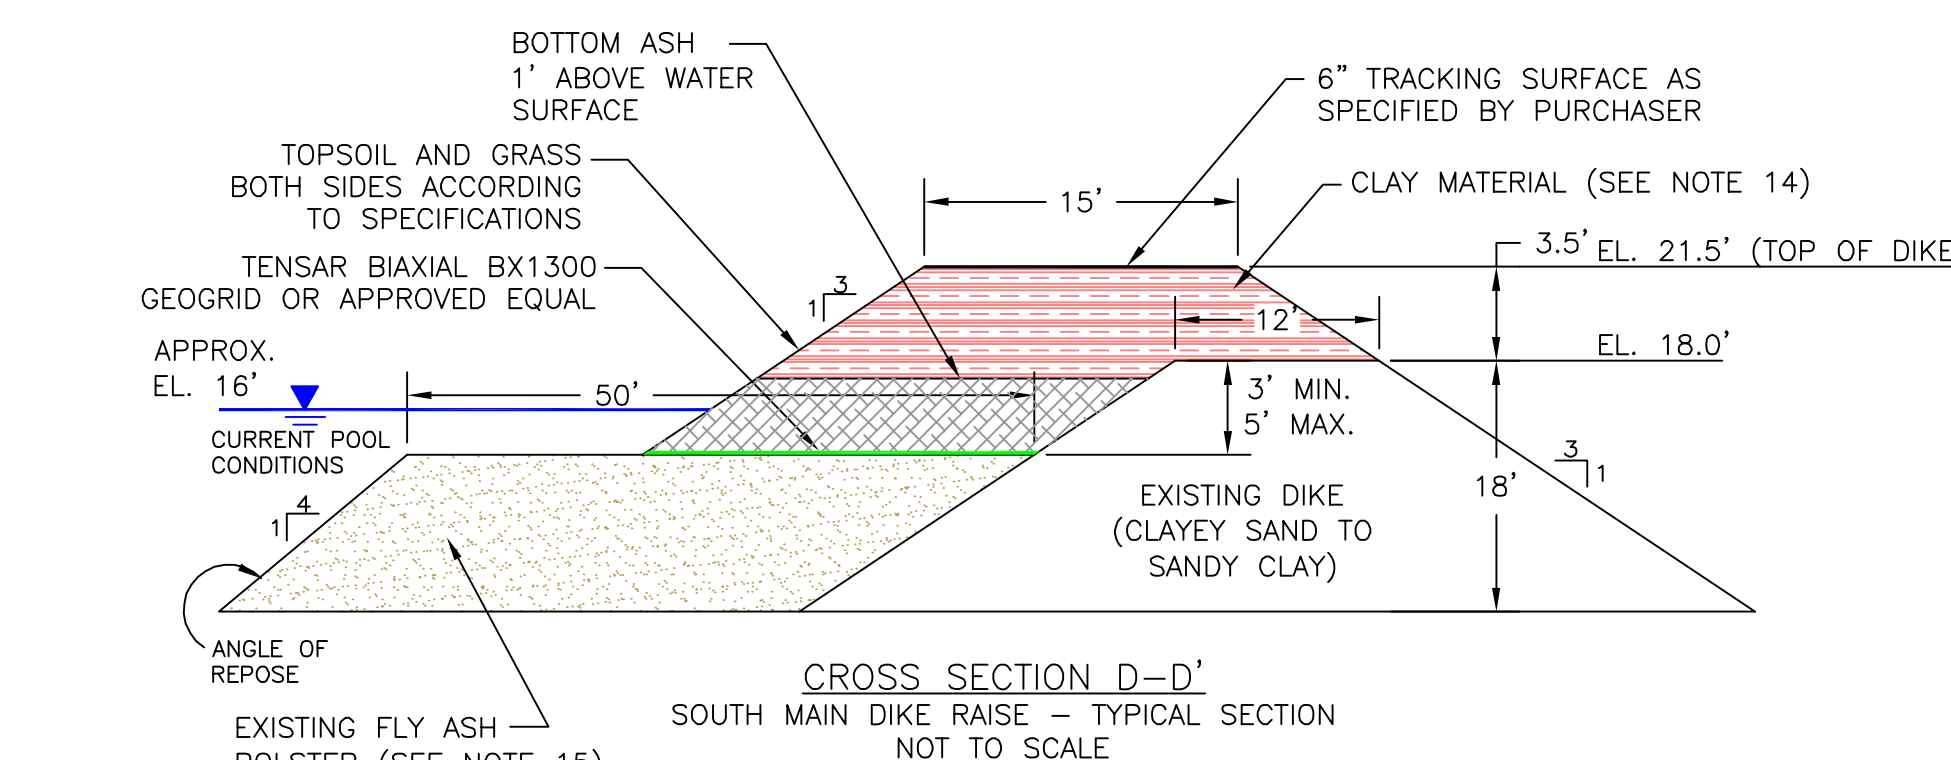 BOTTOM ASH
1' ABOVE WATER
SURFACE
6" TRACKING SURFACE AS
SPECIFIED BY PURCHASER
TOPSOIL AND GRASS
BOTH SIDES ACCORDING
TO SPECIFICATIONS
CLAY MATERIAL (SEE NOTE 14)
15'
3.5'
EL. 21.5' (TOP OF DIKE
TENSAR BIAXIAL BX1300
GEOGRID OR APPROVED EQUAL
3
1
12'
APPROX.
EL. 16'
EL. 18.0'
50'
3' MIN.
5' MAX.
CURRENT POOL
CONDITIONS
3
1
18'
4
1
EXISTING DIKE
(CLAYEY SAND TO
SANDY CLAY)
ANGLE OF
REPOSE
CROSS SECTION D-D'
SOUTH MAIN DIKE RAISE - TYPICAL SECTION
NOT TO SCALE
EXISTING FLY ASH
BOLSTER (SEE NOTE 15)